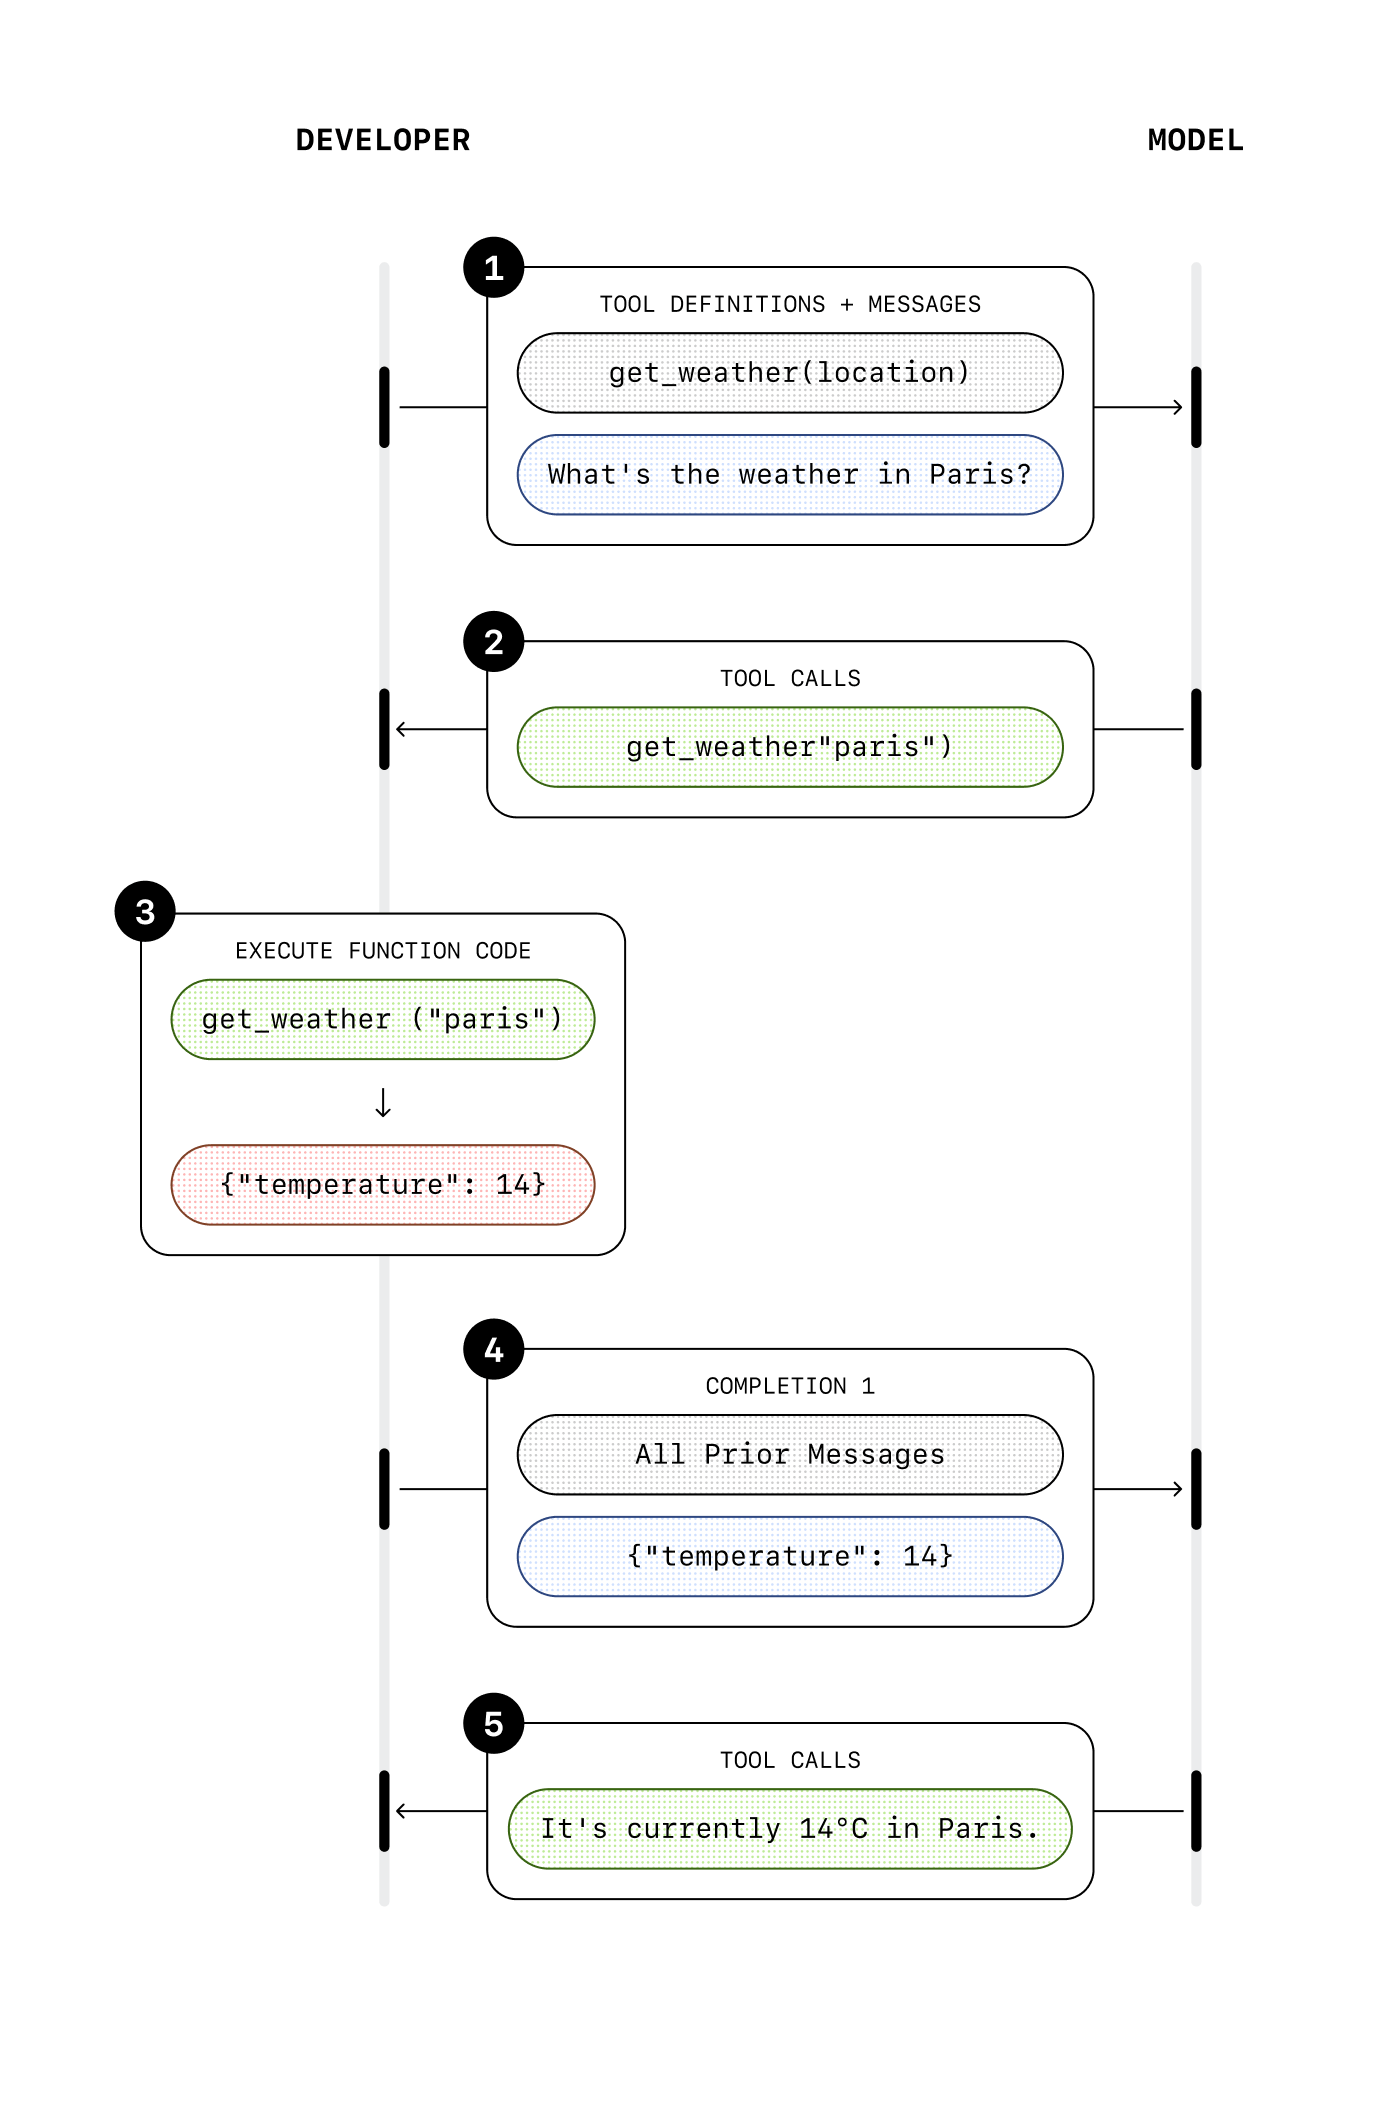 DEVELOPER
MODEL
1
TOOL DEFINITIONS + MESSAGES
get_weather(location)
What's the weather in Paris?
2
TOOL CALLS
get_weather"paris")
3
EXECUTE FUNCTION CODE
get_weather ("paris")
↓
{"temperature": 14}
4
COMPLETION 1
All Prior Messages
{"temperature": 14}
5
TOOL CALLS
It's currently 14°C in Paris.